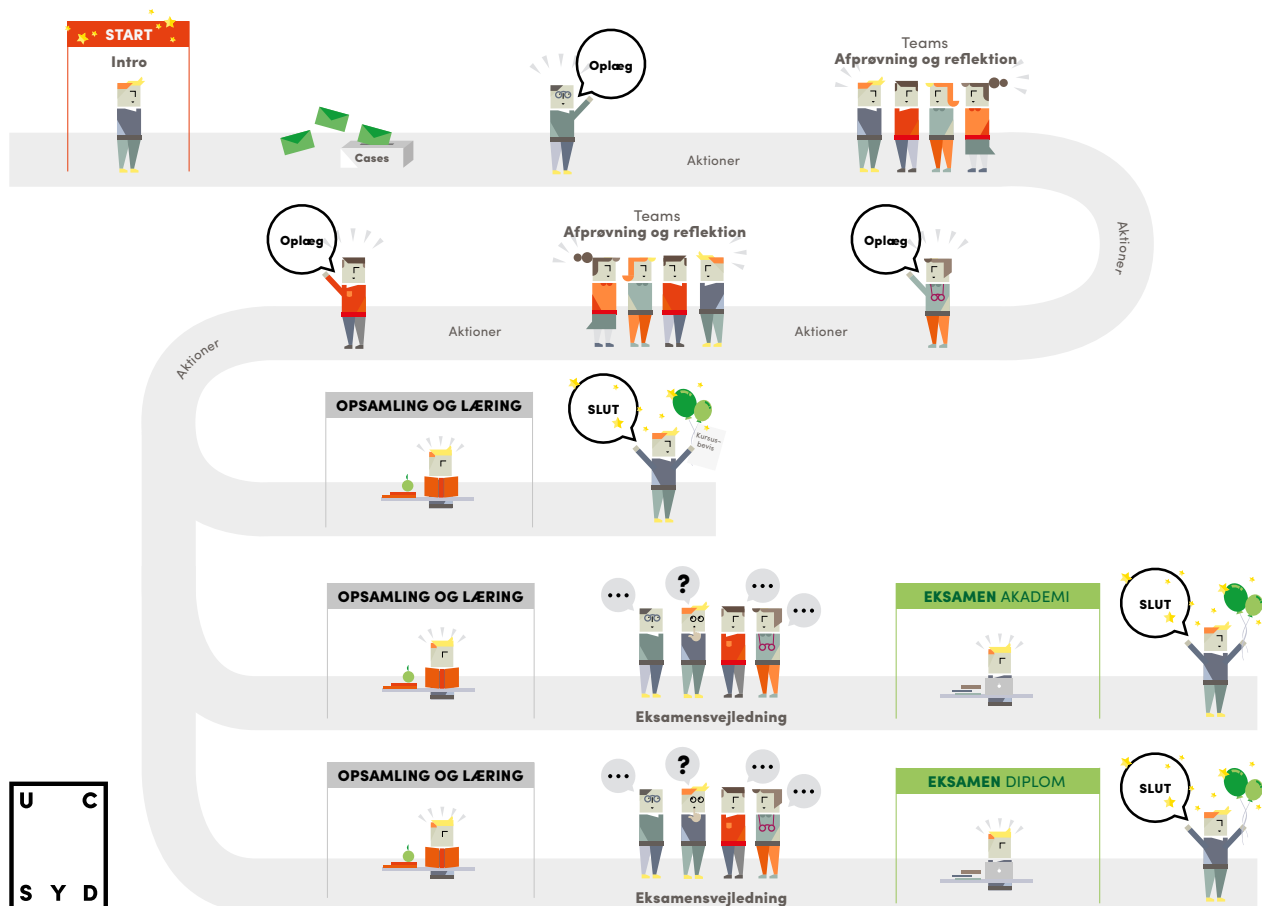 START
Intro
Cases
Oplæg
Aktioner
Teams
Afprøvning og reflektion
Aktioner
Oplæg
Aktioner
Teams
Afprøvning og reflektion
Aktioner
Oplæg
Aktioner
OPSAMLING OG LÆRING
SLUT
Kursus-
bevis
OPSAMLING OG LÆRING
...
?
...
...
Eksamensvejledning
EKSAMEN AKADEMI
SLUT
OPSAMLING OG LÆRING
...
?
...
...
Eksamensvejledning
EKSAMEN DIPLOM
SLUT
U C
S Y D